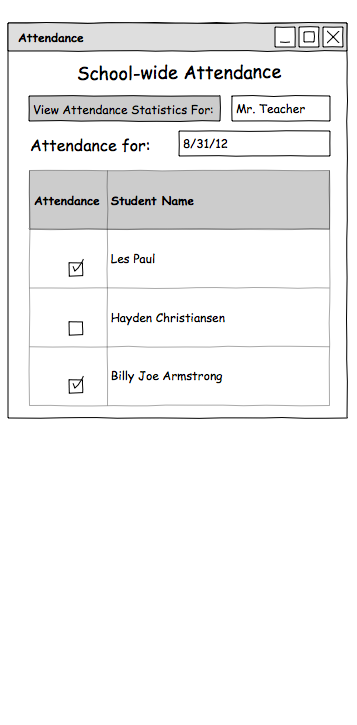 Attendance
School-wide Attendance
View Attendance Statistics For: Mr. Teacher
Attendance for: 8/31/12
Attendance Student Name
Les Paul
Hayden Christiansen
Billy Joe Armstrong